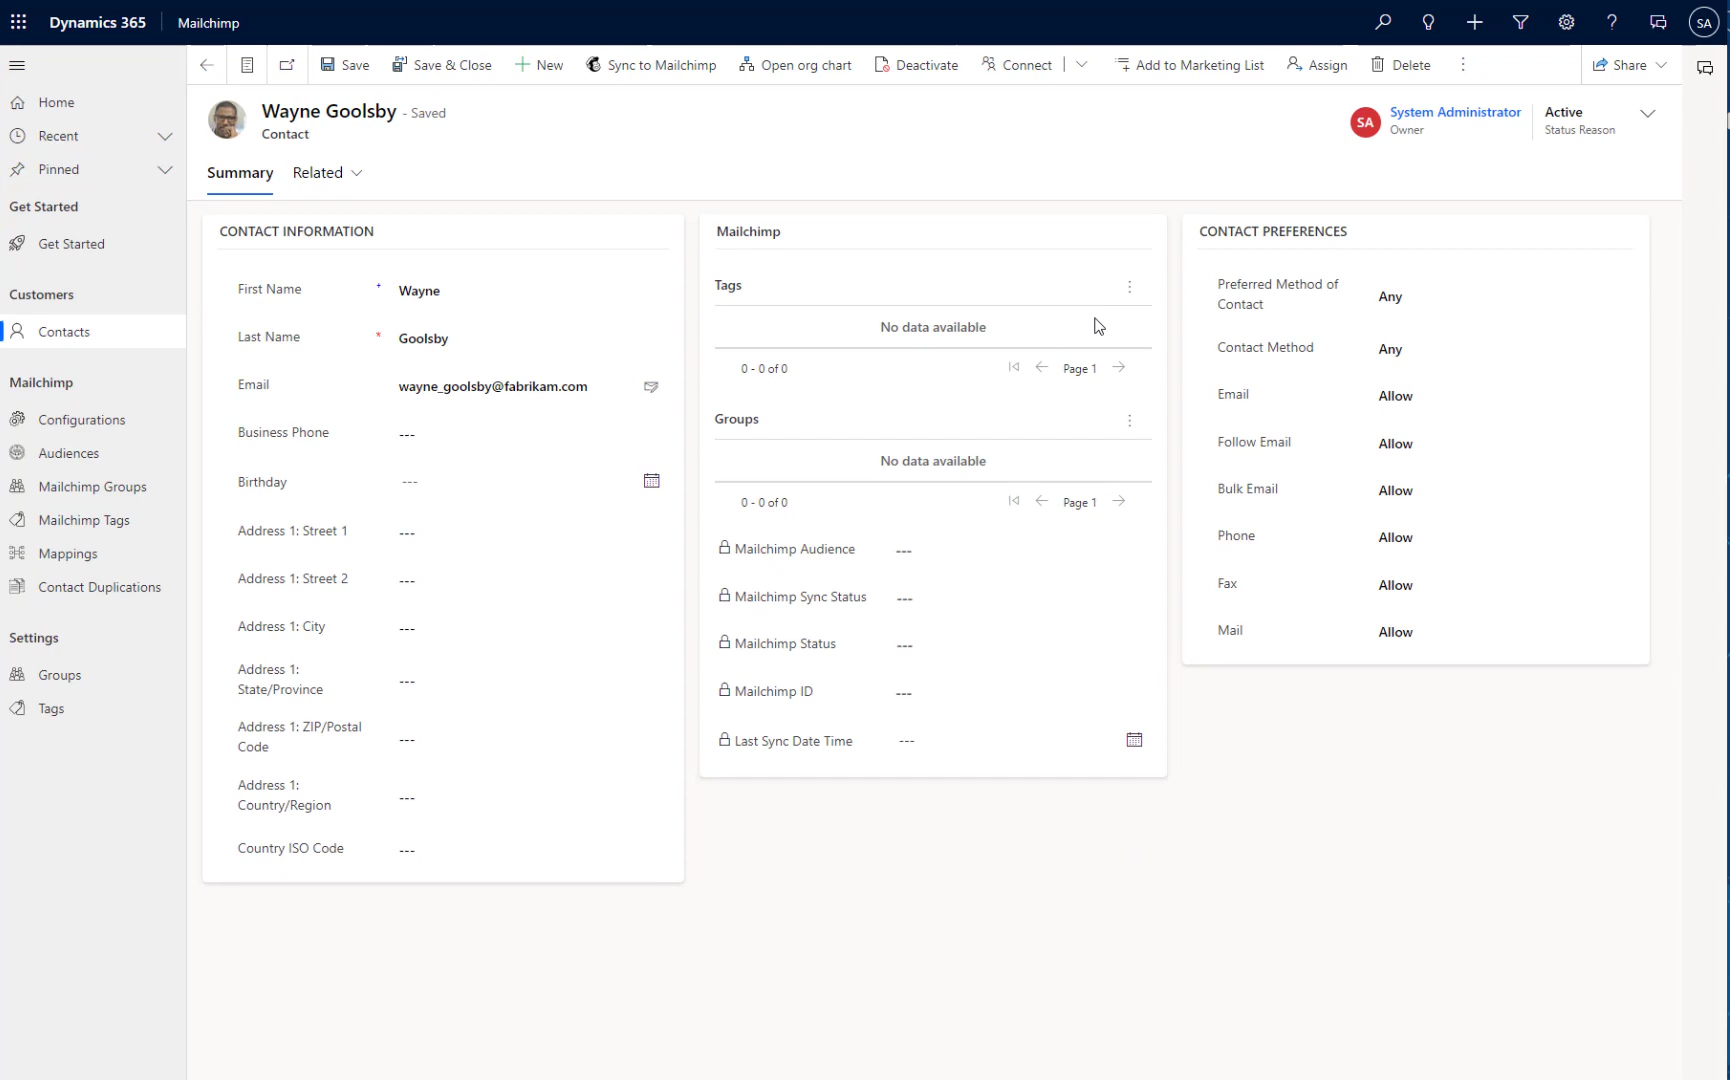 Dynamics 365
Mailchimp
SA
Save
Save & Close
New
Sync to Mailchimp
Open org chart
Deactivate
Connect
Add to Marketing List
Assign
Delete
Share
Home
Recent
Pinned
Get Started
Get Started
Customers
Contacts
Mailchimp
Configurations
Audiences
Mailchimp Groups
Mailchimp Tags
Mappings
Contact Duplications
Settings
Groups
Tags
Wayne Goolsby - Saved
Contact
SA
System Administrator
Owner
Active
Status Reason
Summary
Related
CONTACT INFORMATION
First Name + Wayne
Last Name * Goolsby
Email wayne_goolsby@fabrikam.com
Business Phone ---
Birthday ---
Address 1: Street 1 ---
Address 1: Street 2 ---
Address 1: City ---
Address 1:
State/Province ---
Address 1: ZIP/Postal
Code ---
Address 1:
Country/Region ---
Country ISO Code ---
Mailchimp
Tags
No data available
0 - 0 of 0
Page 1
Groups
No data available
0 - 0 of 0
Page 1
Mailchimp Audience ---
Mailchimp Sync Status ---
Mailchimp Status ---
Mailchimp ID ---
Last Sync Date Time ---
CONTACT PREFERENCES
Preferred Method of
Contact Any
Contact Method Any
Email Allow
Follow Email Allow
Bulk Email Allow
Phone Allow
Fax Allow
Mail Allow